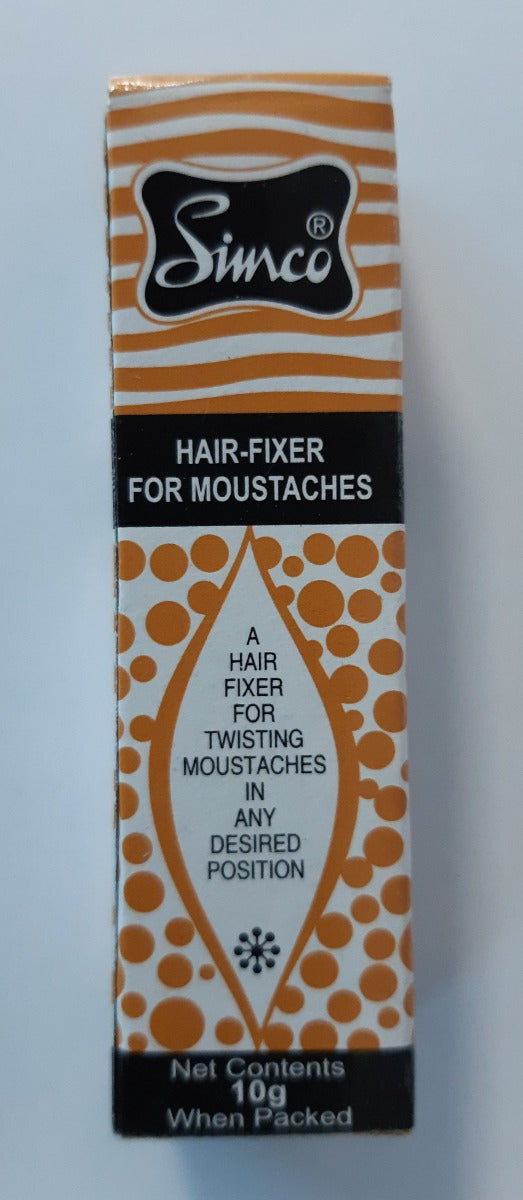 Simco®
HAIR-FIXER
FOR MOUSTACHES
A
HAIR
FIXER
FOR
TWISTING
MOUSTACHES
IN
ANY
DESIRED
POSITION
Net Contents
10g
When Packed